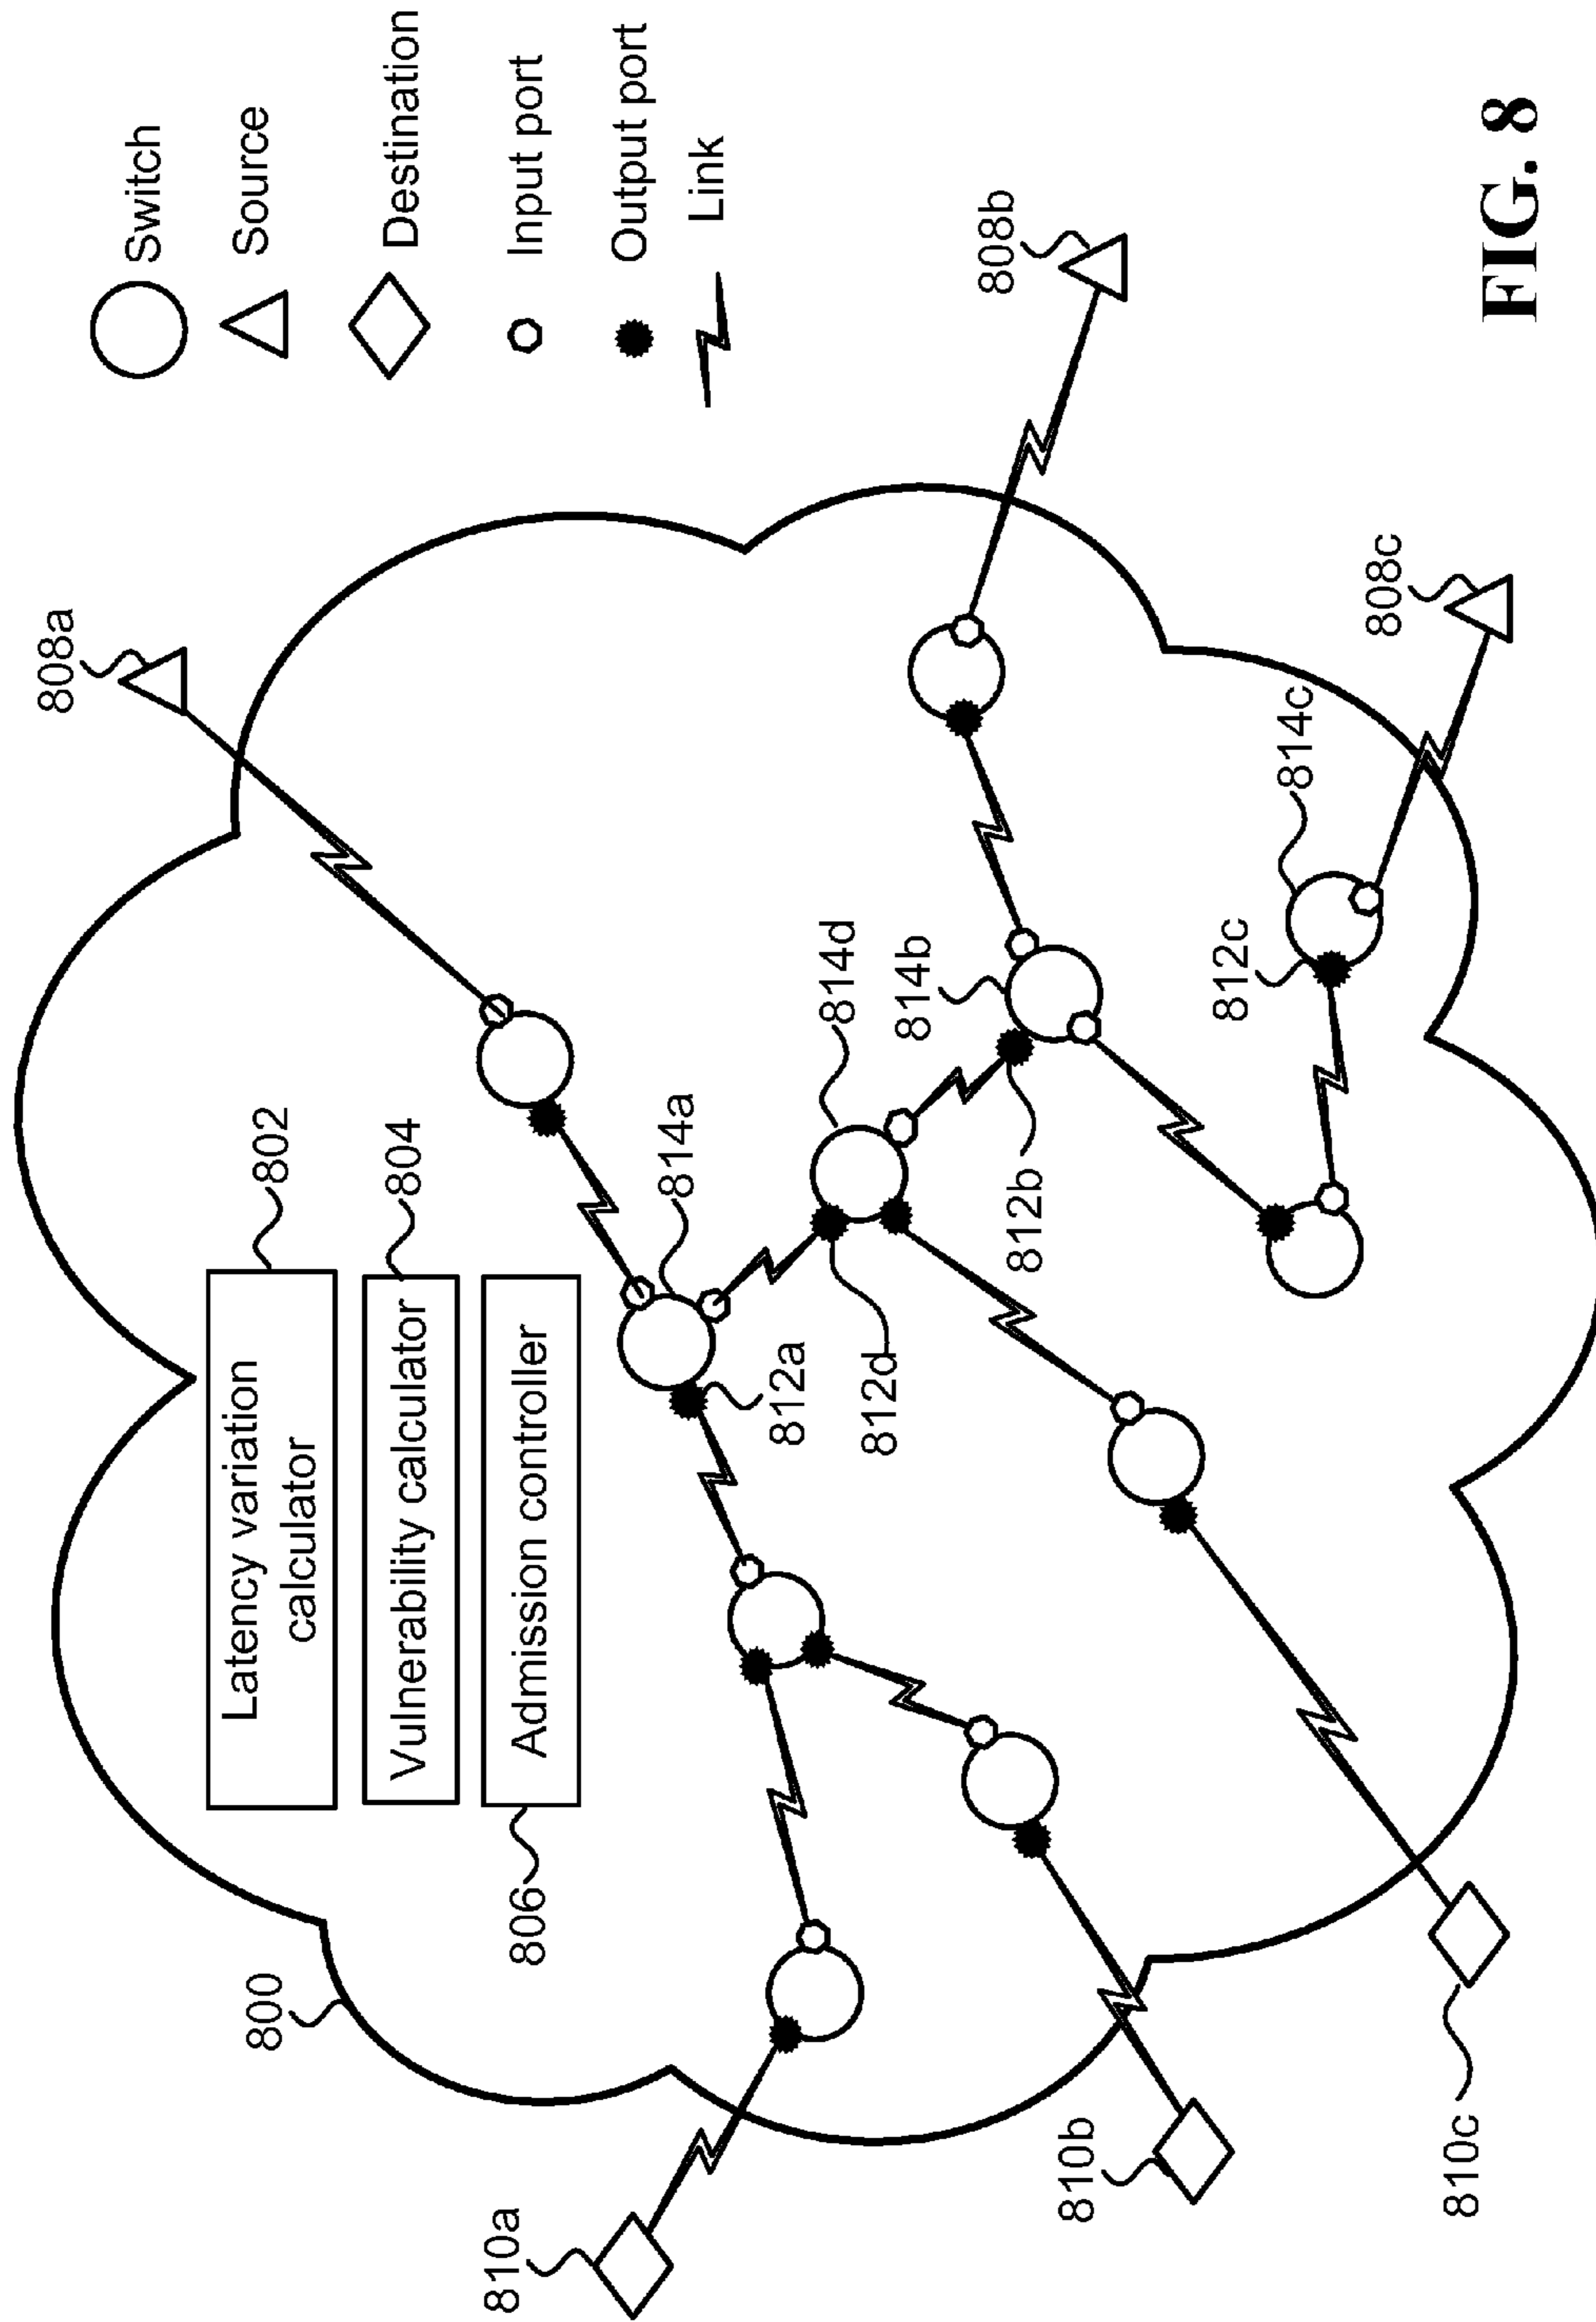 800
Latency variation
calculator
802
Vulnerability calculator
804
Admission controller
806
808a
808b
808c
810a
810b
810c
812a
812b
812c
812d
814a
814b
814c
814d
Switch
Source
Destination
Input port
Output port
Link
FIG. 8